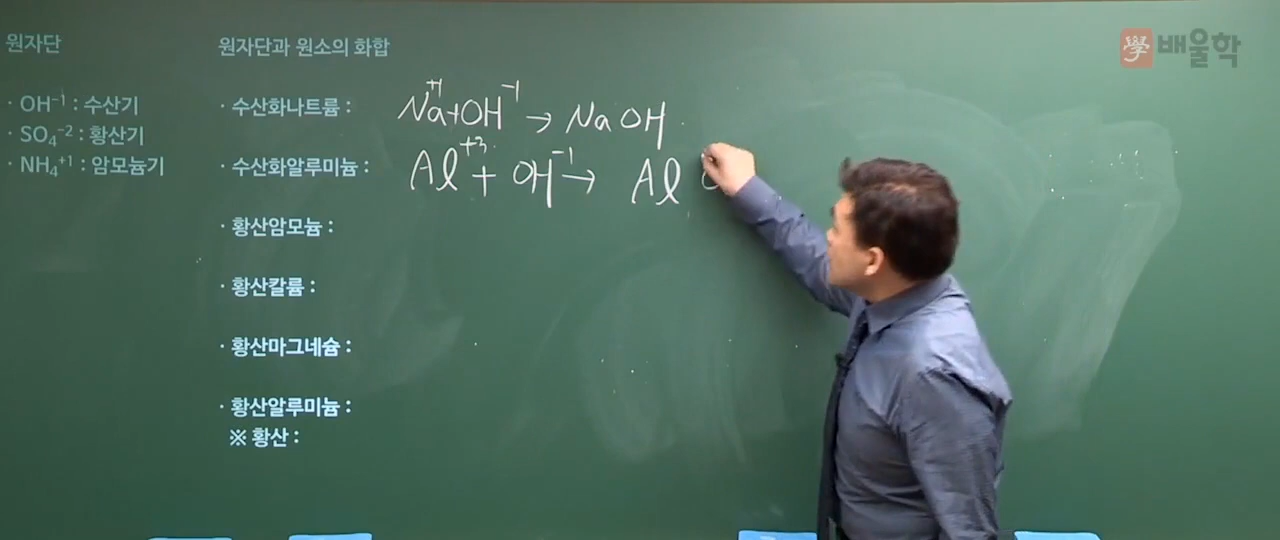 學 배울학
원자단
· OH⁻¹ : 수산기
· SO₄⁻² : 황산기
· NH₄⁺¹ : 암모늄기
원자단과 원소의 화합
· 수산화나트륨 : Na⁺¹+OH⁻¹ → NaOH
· 수산화알루미늄 : Al⁺³ + OH⁻¹ → Al
· 황산암모늄 :
· 황산칼륨 :
· 황산마그네슘 :
· 황산알루미늄 :
※ 황산 :